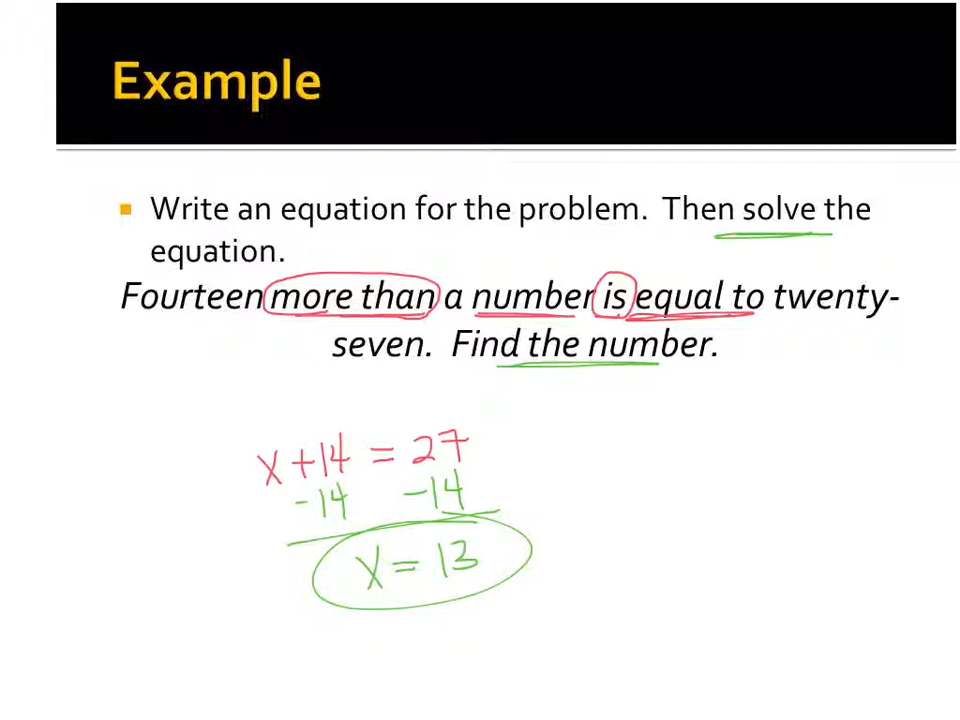 Example
Write an equation for the problem. Then solve the
equation.
Fourteen more than a number is equal to twenty-
seven. Find the number.
x+14 = 27
-14 -14
x = 13